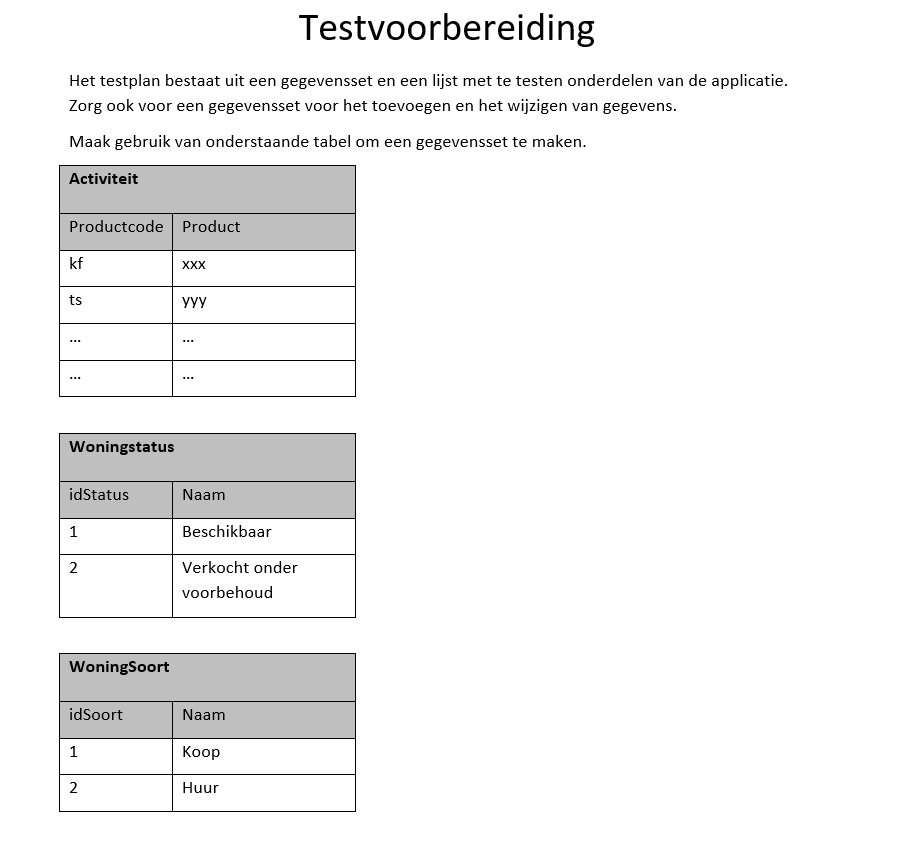 Testvoorbereiding
Het testplan bestaat uit een gegevensset en een lijst met te testen onderdelen van de applicatie.
Zorg ook voor een gegevensset voor het toevoegen en het wijzigen van gegevens.
Maak gebruik van onderstaande tabel om een gegevensset te maken.
Activiteit
Productcode Product
kf xxx
ts yyy
... ...
... ...
Woningstatus
idStatus Naam
1 Beschikbaar
2 Verkocht onder
voorbehoud
WoningSoort
idSoort Naam
1 Koop
2 Huur